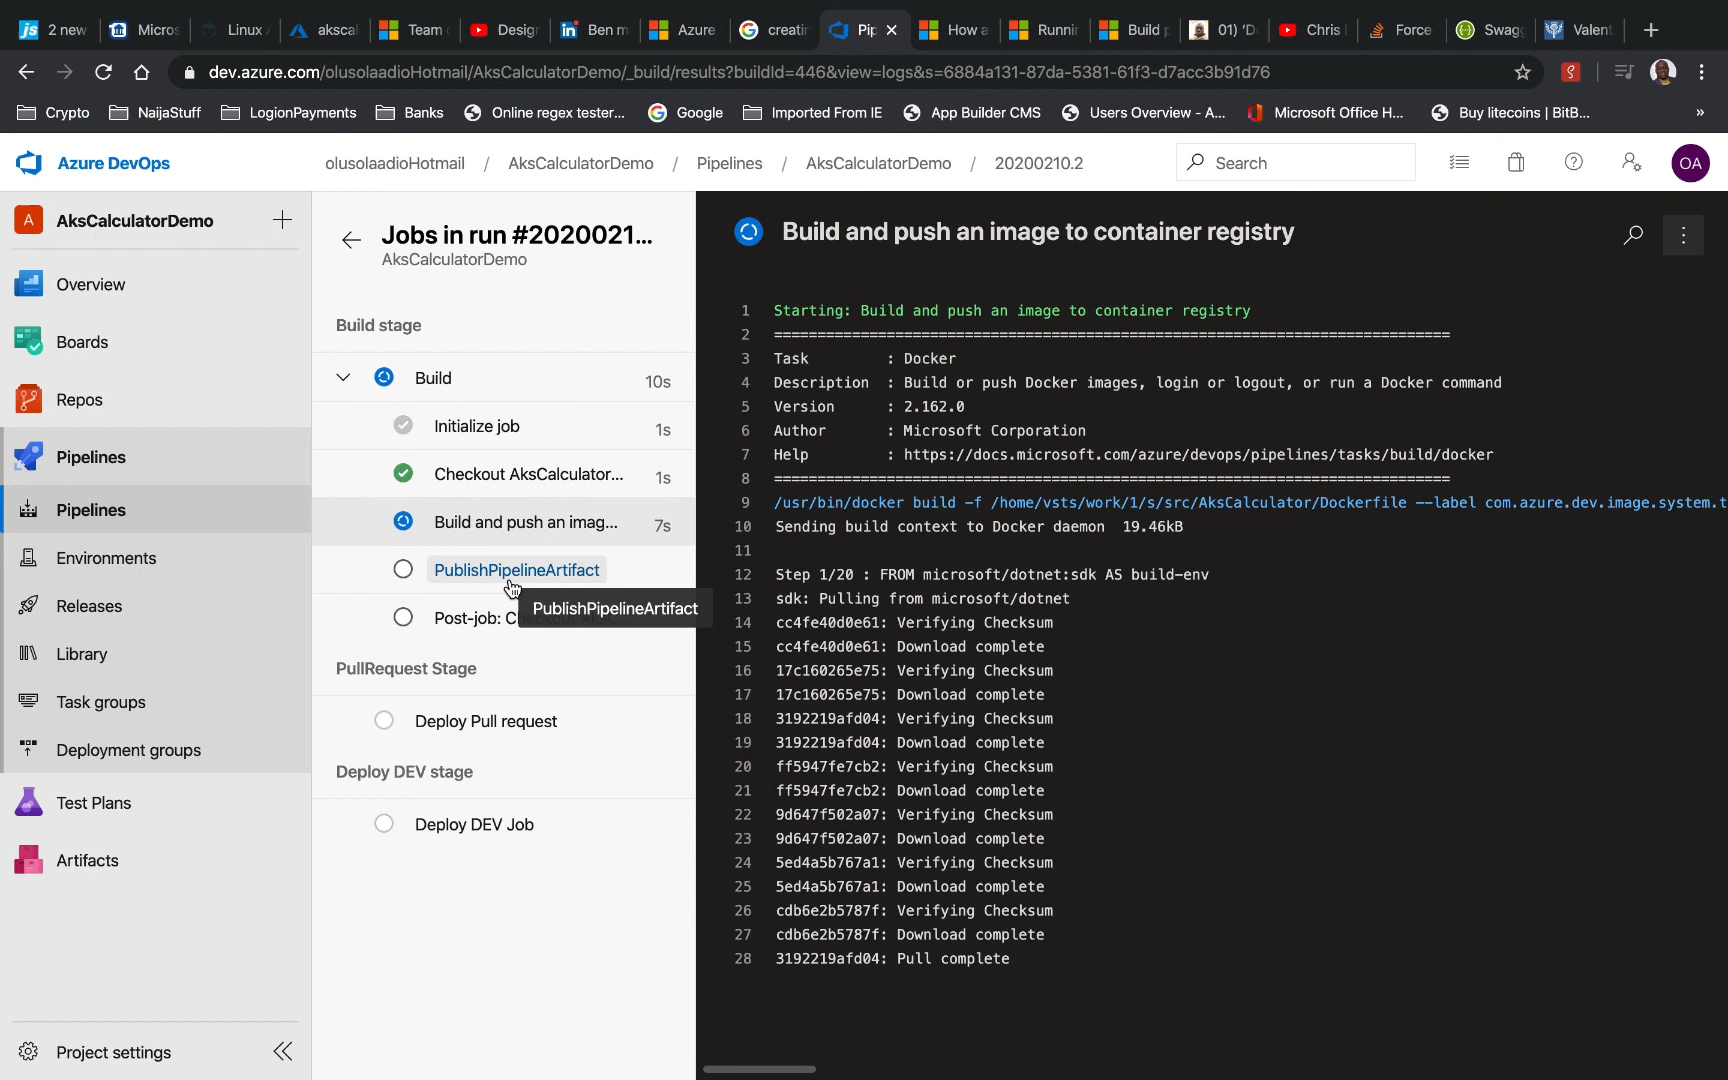 2 new
Micros
Linux
akscal
Team
Design
Ben m
Azure
creatin
Pip
How a
Runnin
Build p
01) 'D
Chris
Force
Swag
Valent
dev.azure.com/olusolaadioHotmail/AksCalculatorDemo/_build/results?buildId=446&view=logs&s=6884a131-87da-5381-61f3-d7acc3b91d76
Crypto
NaijaStuff
LogionPayments
Banks
Online regex tester...
Google
Imported From IE
App Builder CMS
Users Overview - A...
Microsoft Office H...
Buy litecoins | BitB...
»
Azure DevOps
olusolaadioHotmail / AksCalculatorDemo / Pipelines / AksCalculatorDemo / 20200210.2
Search
OA
A AksCalculatorDemo
Overview
Boards
Repos
Pipelines
Pipelines
Environments
Releases
Library
Task groups
Deployment groups
Test Plans
Artifacts
Project settings
Jobs in run #2020021...
AksCalculatorDemo
Build stage
Build 10s
Initialize job 1s
Checkout AksCalculator... 1s
Build and push an imag... 7s
PublishPipelineArtifact
PublishPipelineArtifact
Post-job: C
PullRequest Stage
Deploy Pull request
Deploy DEV stage
Deploy DEV Job
Build and push an image to container registry
1 Starting: Build and push an image to container registry
2 ==============================================================================
3 Task : Docker
4 Description : Build or push Docker images, login or logout, or run a Docker command
5 Version : 2.162.0
6 Author : Microsoft Corporation
7 Help : https://docs.microsoft.com/azure/devops/pipelines/tasks/build/docker
8 ==============================================================================
9 /usr/bin/docker build -f /home/vsts/work/1/s/src/AksCalculator/Dockerfile --label com.azure.dev.image.system.t
10 Sending build context to Docker daemon 19.46kB
11
12 Step 1/20 : FROM microsoft/dotnet:sdk AS build-env
13 sdk: Pulling from microsoft/dotnet
14 cc4fe40d0e61: Verifying Checksum
15 cc4fe40d0e61: Download complete
16 17c160265e75: Verifying Checksum
17 17c160265e75: Download complete
18 3192219afd04: Verifying Checksum
19 3192219afd04: Download complete
20 ff5947fe7cb2: Verifying Checksum
21 ff5947fe7cb2: Download complete
22 9d647f502a07: Verifying Checksum
23 9d647f502a07: Download complete
24 5ed4a5b767a1: Verifying Checksum
25 5ed4a5b767a1: Download complete
26 cdb6e2b5787f: Verifying Checksum
27 cdb6e2b5787f: Download complete
28 3192219afd04: Pull complete